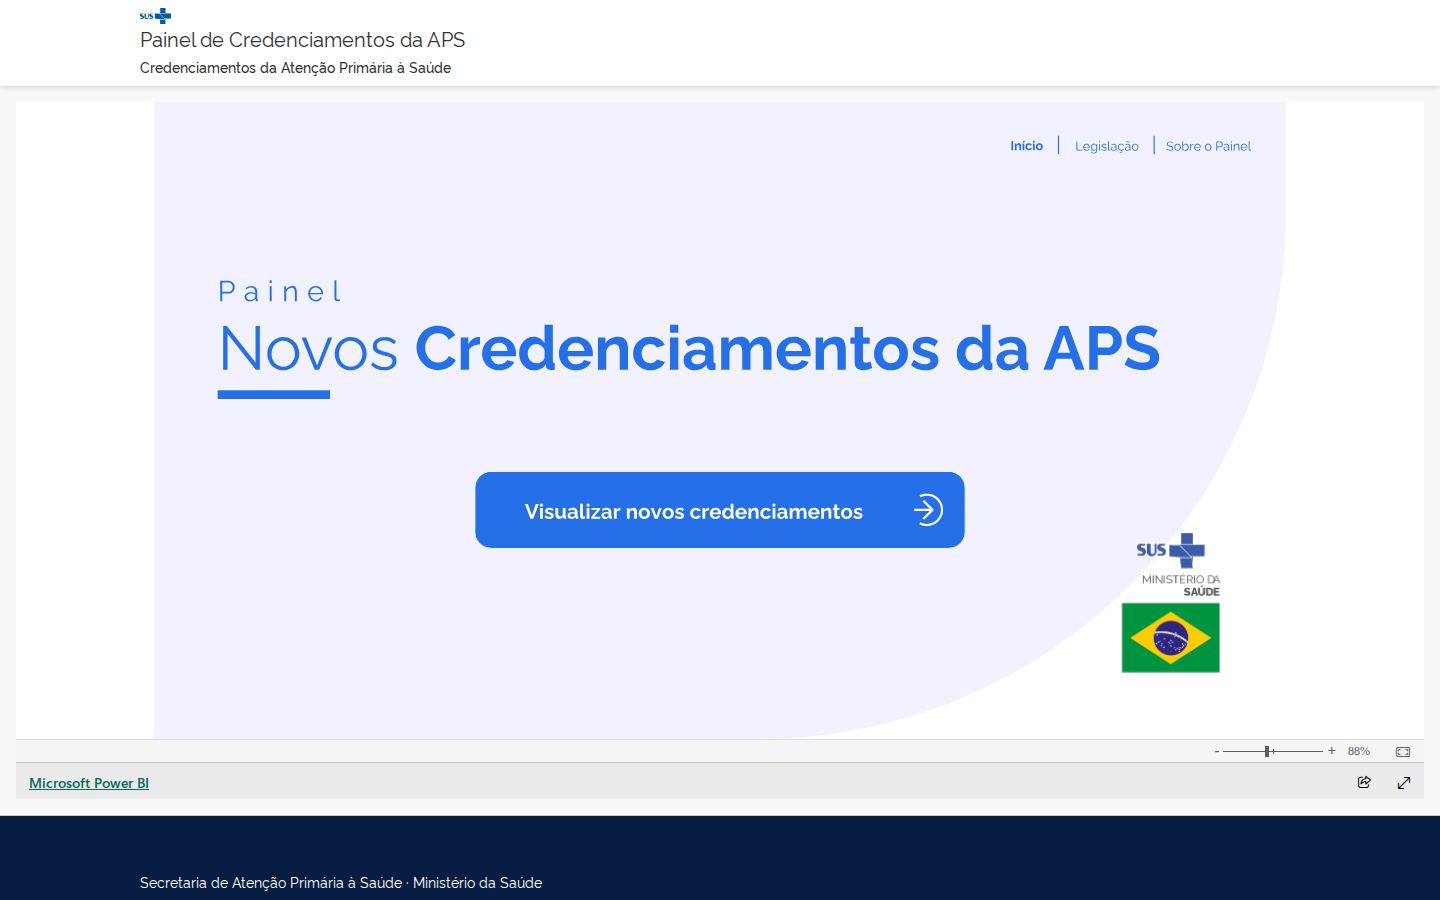 SUS
Painel de Credenciamentos da APS
Credenciamentos da Atenção Primária à Saúde
Início | Legislação | Sobre o Painel
Painel
Novos Credenciamentos da APS
Visualizar novos credenciamentos
SUS
MINISTÉRIO DA
SAÚDE
- + 88%
Microsoft Power BI
Secretaria de Atenção Primária à Saúde · Ministério da Saúde